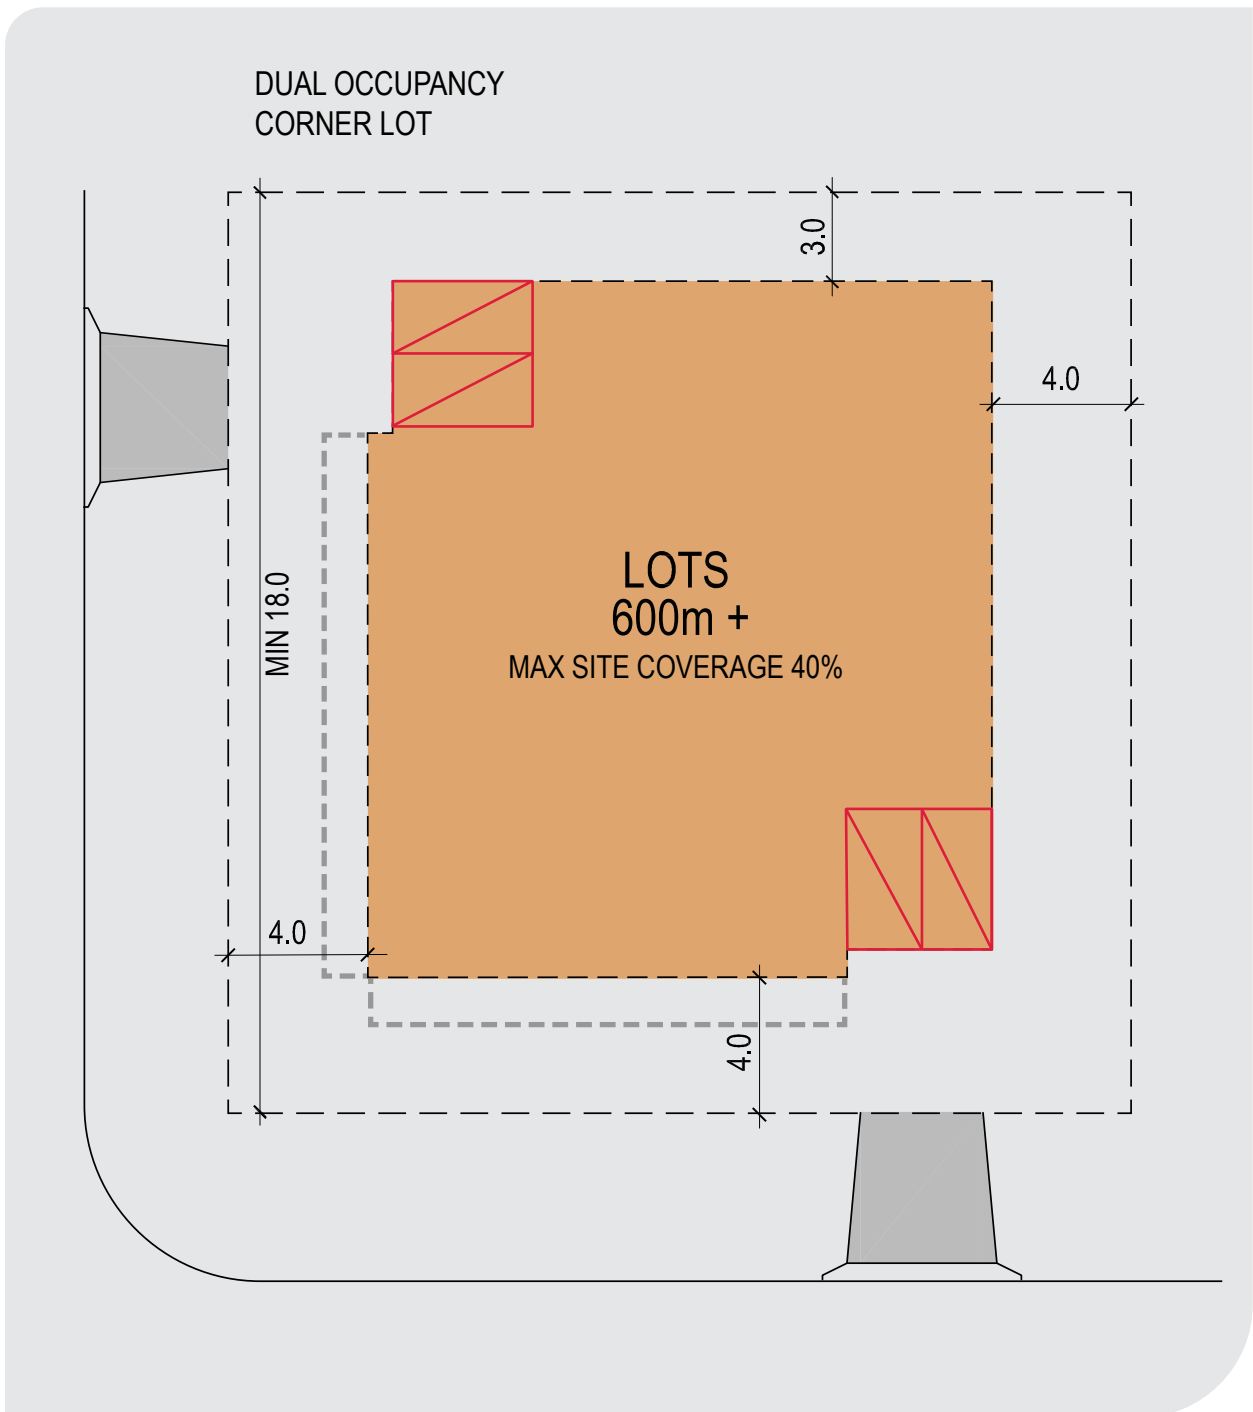 DUAL OCCUPANCY
CORNER LOT
3.0
4.0
LOTS
600m +
MAX SITE COVERAGE 40%
MIN 18.0
4.0
4.0